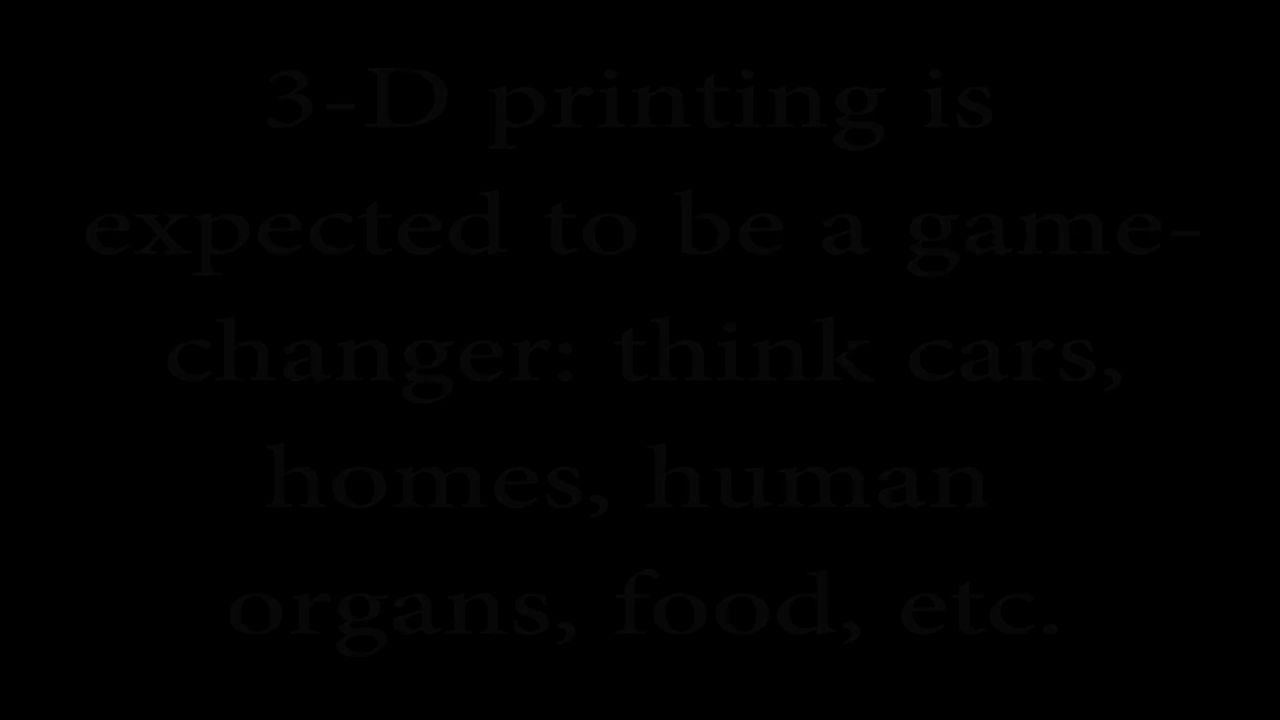 3-D printing is
expected to be a game-
changer: think cars,
homes, human
organs, food, etc.